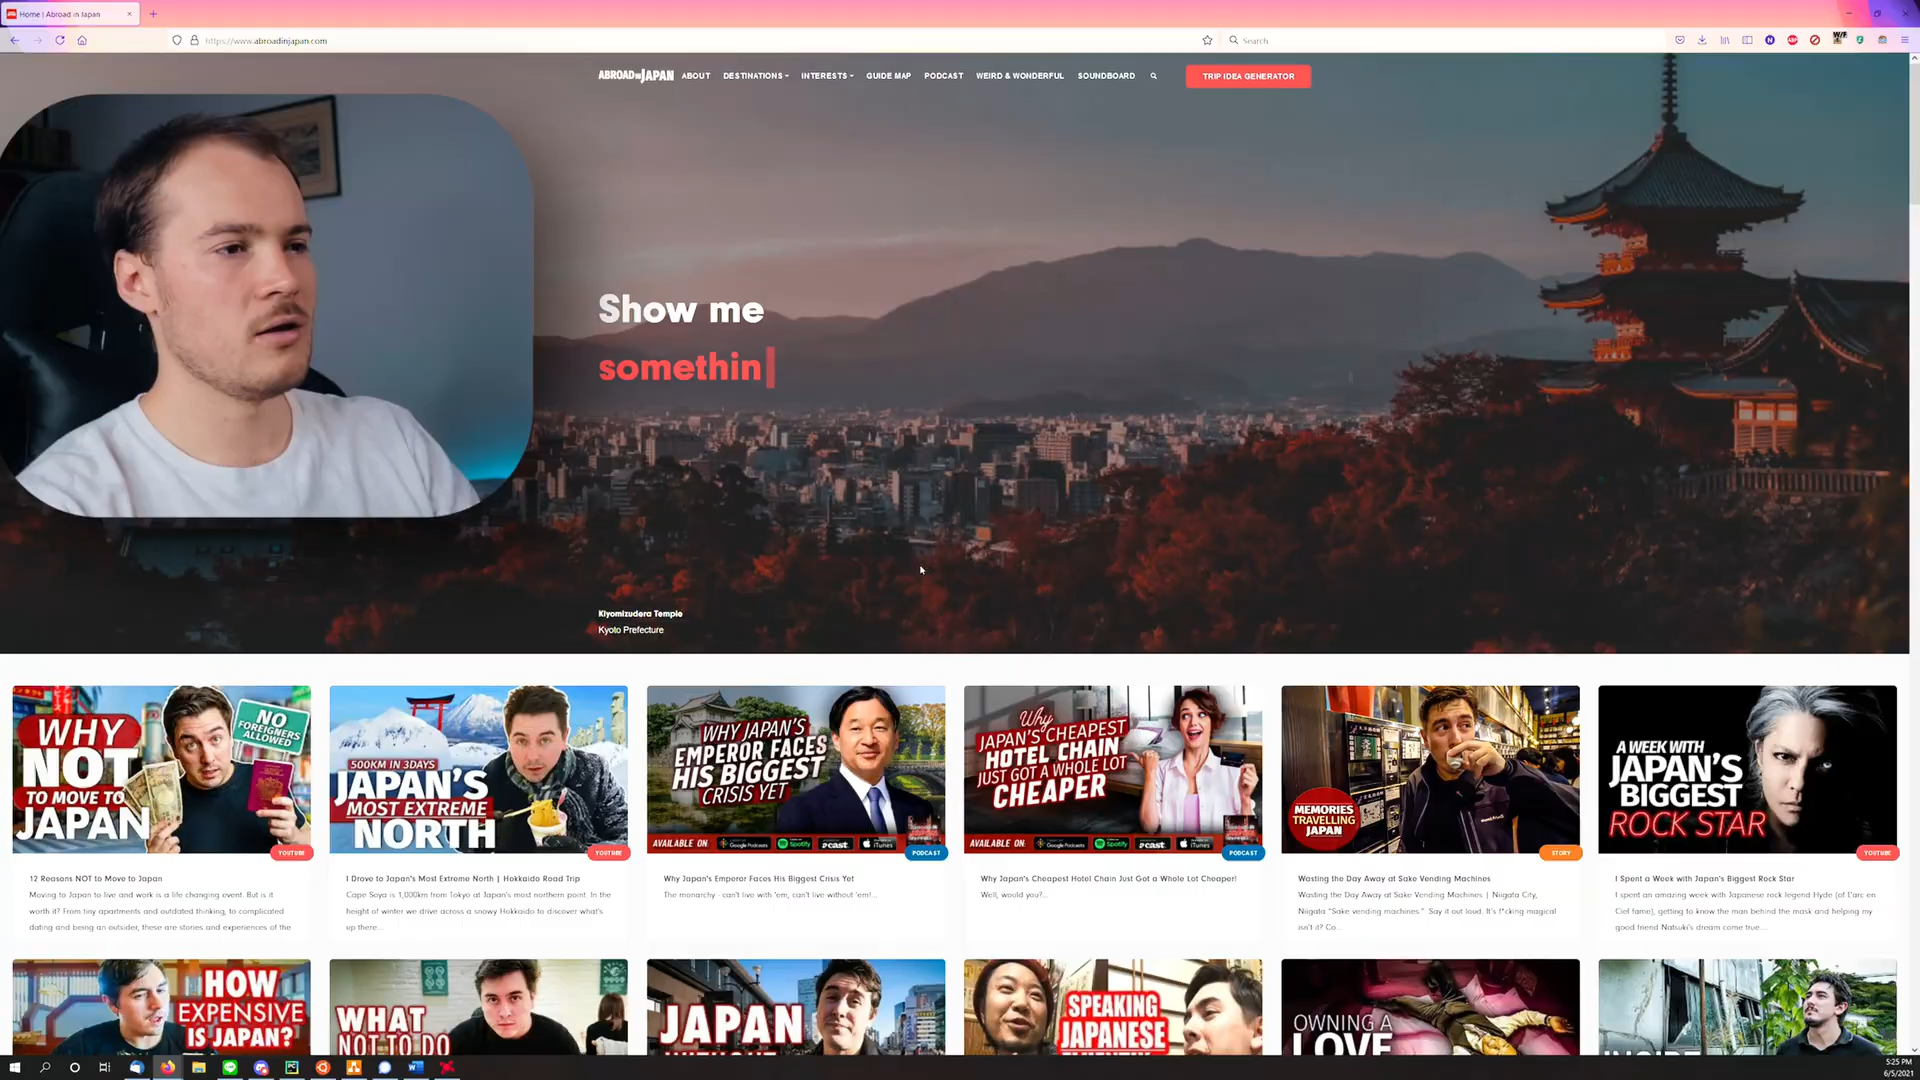 Home | Abroad in Japan
https://www.abroadinjapan.com
Search
ABROAD IN JAPAN
ABOUT
DESTINATIONS
INTERESTS
GUIDE MAP
PODCAST
WEIRD & WONDERFUL
SOUNDBOARD
TRIP IDEA GENERATOR
Show me
somethin
Kiyomizudera Temple
Kyoto Prefecture
WHY
NOT
TO MOVE TO
JAPAN
NO
FOREIGNERS
ALLOWED
YOUTUBE
12 Reasons NOT to Move to Japan
Moving to Japan to live and work is a life changing event. But is it
worth it? From tiny apartments and outdated thinking, to complicated
dating and being an outsider, these are stories and experiences of the
500KM IN 3DAYS
JAPAN'S
MOST EXTREME
NORTH
YOUTUBE
I Drove to Japan's Most Extreme North | Hokkaido Road Trip
Cape Soya is 1,000km from Tokyo at Japan's most northern point. In the
height of winter we drive across a snowy Hokkaido to discover what's
up there...
WHY JAPAN'S
EMPEROR FACES
HIS BIGGEST
CRISIS YET
AVAILABLE ON
Google Podcasts
Spotify
acast
iTunes
PODCAST
Why Japan's Emperor Faces His Biggest Crisis Yet
The monarchy - can't live with 'em, can't live without 'em!...
Why
JAPAN'S CHEAPEST
HOTEL CHAIN
JUST GOT A WHOLE LOT
CHEAPER
AVAILABLE ON
Google Podcasts
Spotify
acast
iTunes
PODCAST
Why Japan's Cheapest Hotel Chain Just Got a Whole Lot Cheaper!
Well, would you?...
MEMORIES
TRAVELLING
JAPAN
STORY
Wasting the Day Away at Sake Vending Machines
Wasting the Day Away at Sake Vending Machines | Niigata City,
Niigata "Sake vending machines." Say it out loud. It's f*cking magical
isn't it? Co...
A WEEK WITH
JAPAN'S
BIGGEST
ROCK STAR
YOUTUBE
I Spent a Week with Japan's Biggest Rock Star
I spent an amazing week with Japanese rock legend Hyde (of L'arc en
Ciel fame), getting to know the man behind the mask and helping my
good friend Natsuki's dream come true...
HOW
EXPENSIVE
IS JAPAN?
WHAT
NOT TO DO
JAPAN
SPEAKING
JAPANESE
OWNING A
LOVE
5:25 PM
6/5/2021